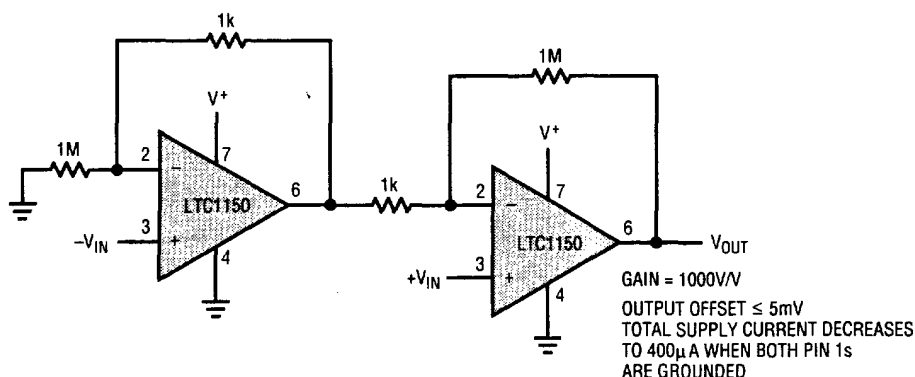 1k
1M
V+
V+
1M
2
7
−
LTC1150
6
1k
2
7
−
−VIN
3
+
4
LTC1150
6
VOUT
+VIN
3
+
4
GAIN = 1000V/V
OUTPUT OFFSET ≤ 5mV
TOTAL SUPPLY CURRENT DECREASES
TO 400µA WHEN BOTH PIN 1s
ARE GROUNDED